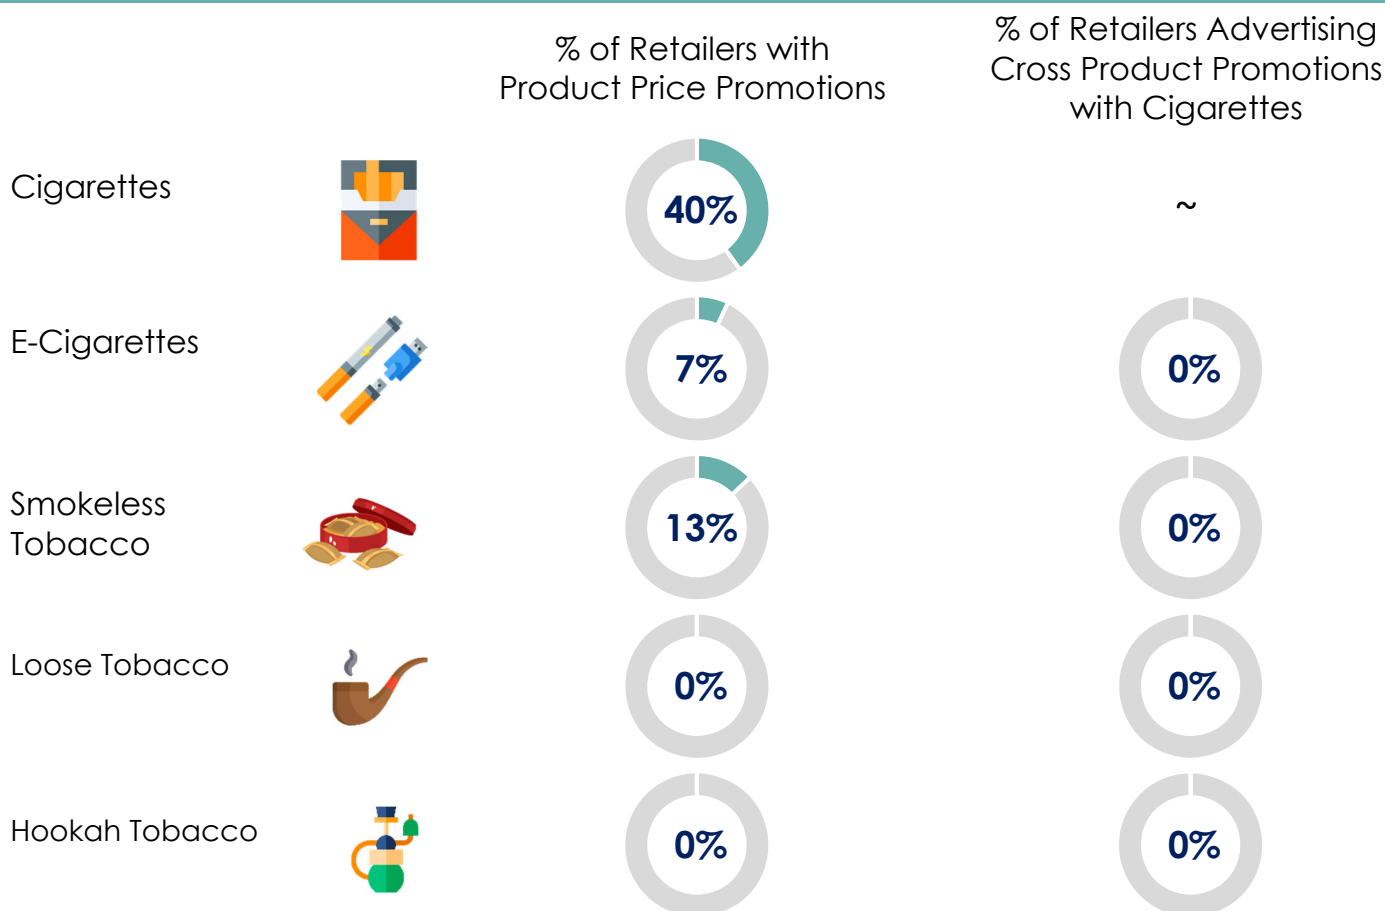 % of Retailers with
Product Price Promotions
% of Retailers Advertising
Cross Product Promotions
with Cigarettes
Cigarettes
40%
~
E-Cigarettes
7%
0%
Smokeless
Tobacco
13%
0%
Loose Tobacco
0%
0%
Hookah Tobacco
0%
0%